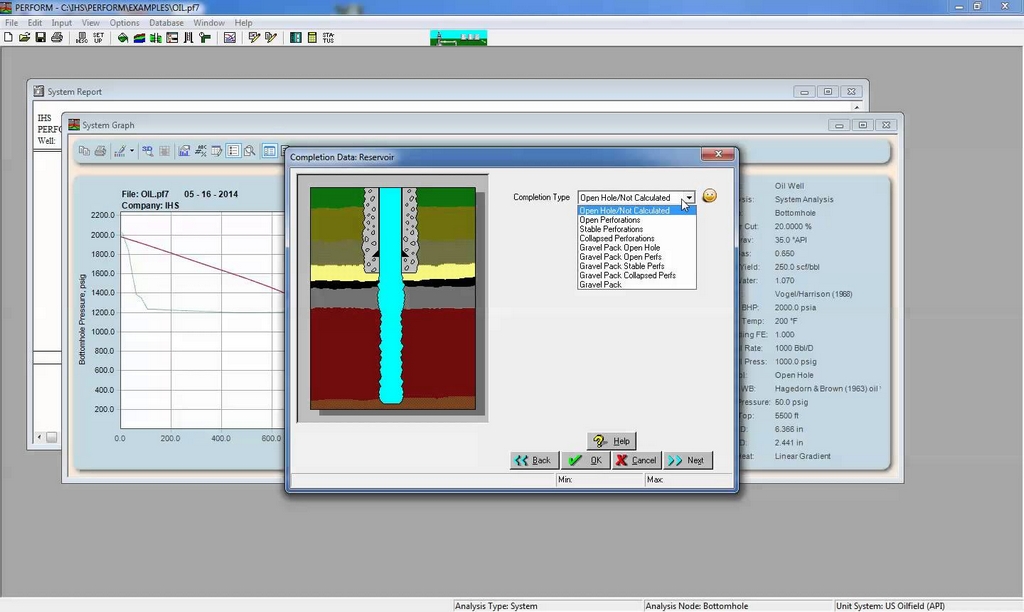 PERFORM - C:\IHS\PERFORM\EXAMPLES\OIL.pf7
File Edit Input View Options Database Window Help
System Report
IHS
Well:
System Graph
File: OIL.pf7 05 - 16 - 2014
Company: IHS
Bottomhole Pressure, psig
2200.0
2000.0
1800.0
1600.0
1400.0
1200.0
1000.0
800.0
600.0
400.0
200.0
0.0 200.0 400.0 600.0
Completion Data: Reservoir
Completion Type
Open Hole/Not Calculated
Open Hole/Not Calculated
Open Perforations
Stable Perforations
Collapsed Perforations
Gravel Pack Open Hole
Gravel Pack Open Perfs
Gravel Pack Stable Perfs
Gravel Pack Collapsed Perfs
Gravel Pack
Help
Back OK Cancel Next
Min: Max:
Oil Well
System Analysis
Bottomhole
Cut: 20.0000 %
35.0 °API
0.650
250.0 scf/bbl
1.070
Vogel/Harrison (1968)
BHP: 2000.0 psia
Temp: 200 °F
FE: 1.000
Rate: 1000 Bbl/D
Press: 1000.0 psig
Open Hole
WB: Hagedorn & Brown (1963) oil
50.0 psig
5500 ft
6.366 in
2.441 in
Linear Gradient
Analysis Type: System Analysis Node: Bottomhole Unit System: US Oilfield (API)